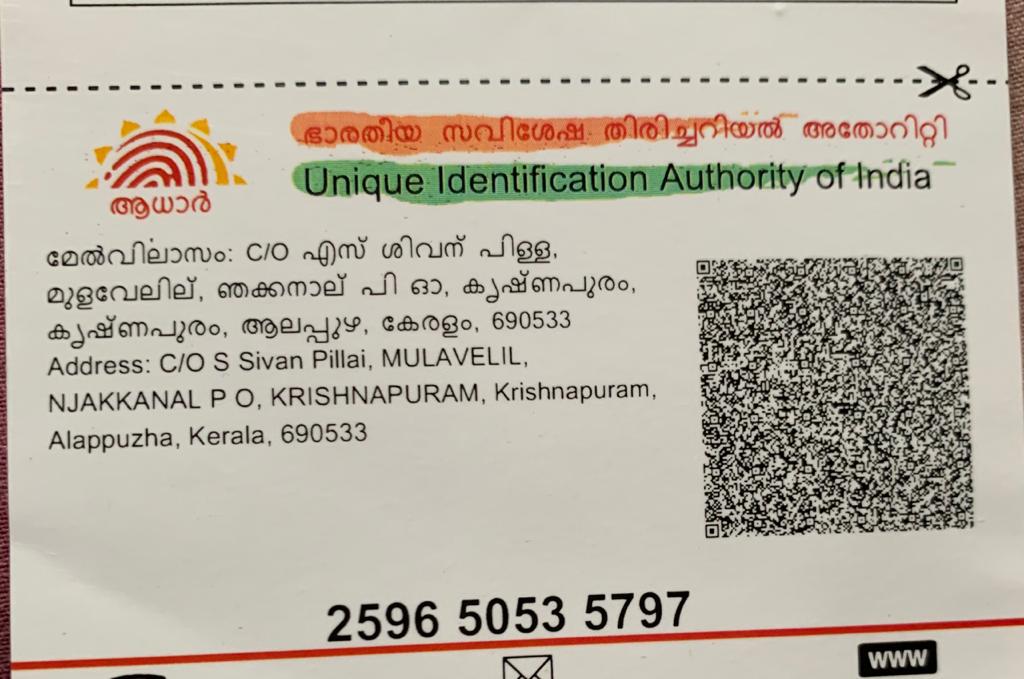 ഭാരതിയ സവിശേഷ തിരിച്ചറിയൽ അതോറിറ്റി
Unique Identification Authority of India
ആധാർ
മേൽവിലാസം: C/O എസ് ശിവന് പിള്ള,
മുളവേലില്, ഞക്കനാല് പി ഓ, കൃഷ്ണപുരം,
കൃഷ്ണപുരം, ആലപ്പുഴ, കേരളം, 690533
Address: C/O S Sivan Pillai, MULAVELIL,
NJAKKANAL P O, KRISHNAPURAM, Krishnapuram,
Alappuzha, Kerala, 690533
2596 5053 5797
www